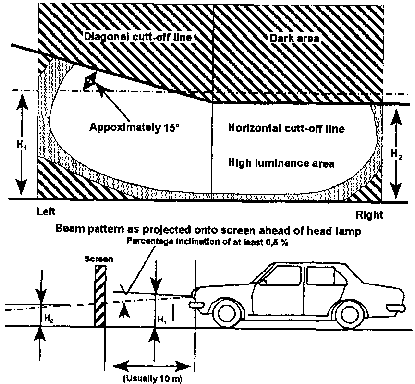 Diagonal cut-off line Dark area
Appoximately 15°
Horizontal cut-off line
High luminence area
H1
H2
Left Right
Beam pattern as projected onto screen ahead of head lamp
Percentage inclination of at least 0,5 %
Screen
H2
H1
(Usually 10 m)